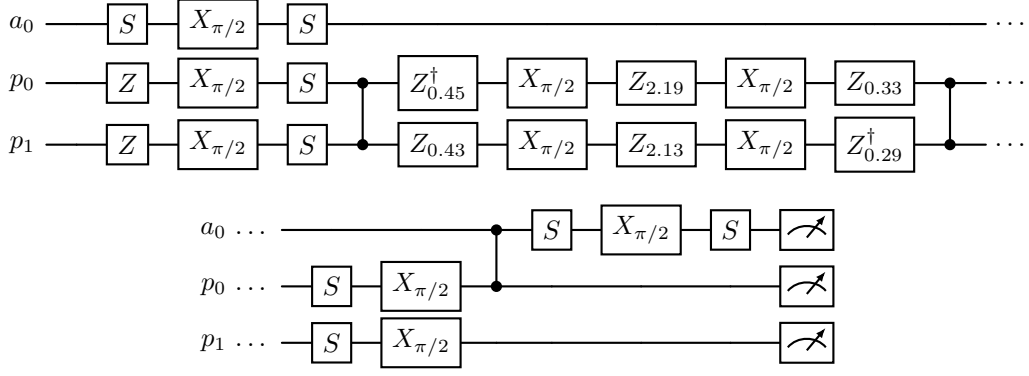 a₀ S X_{π/2} S ···
p₀ Z X_{π/2} S Z†_{0.45} X_{π/2} Z_{2.19} X_{π/2} Z_{0.33} ···
p₁ Z X_{π/2} S Z_{0.43} X_{π/2} Z_{2.13} X_{π/2} Z†_{0.29} ···
a₀ ... S X_{π/2} S
p₀ ... S X_{π/2}
p₁ ... S X_{π/2}